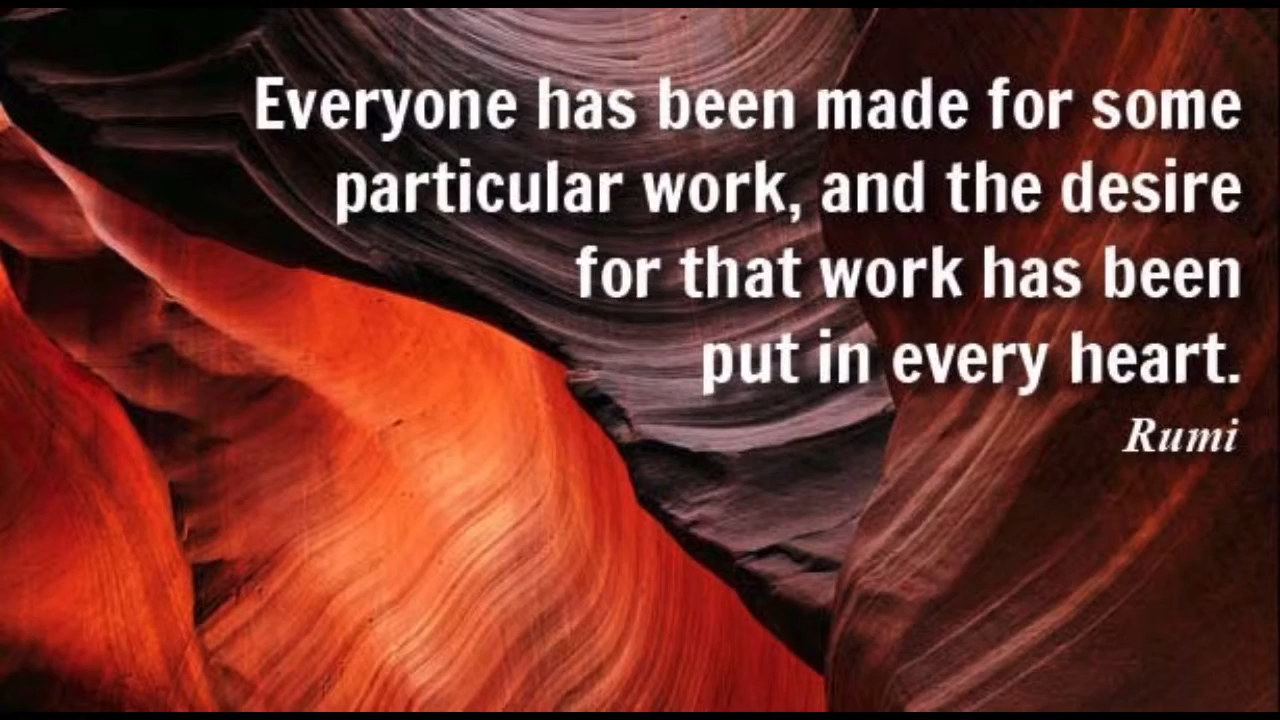 Everyone has been made for some
particular work, and the desire
for that work has been
put in every heart.
Rumi